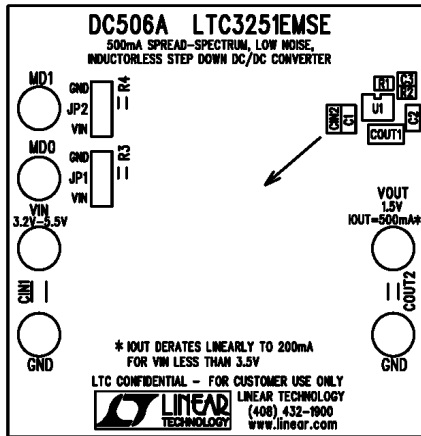 DC506A LTC3251EMSE
500mA SPREAD-SPECTRUM, LOW NOISE,
INDUCTORLESS STEP DOWN DC/DC CONVERTER
MD1
GND
JP2
VIN
R4
MD0
GND
JP1
VIN
R3
R1
C3
R2
U1
CIN2
C1
C2
COUT1
VIN
3.2V-5.5V
VOUT
1.5V
IOUT=500mA*
CIN1
COUT2
GND
GND
* IOUT DERATES LINEARLY TO 200mA
FOR VIN LESS THAN 3.5V
LTC CONFIDENTIAL - FOR CUSTOMER USE ONLY
LINEAR
TECHNOLOGY
LINEAR TECHNOLOGY
(408) 432-1900
www.linear.com